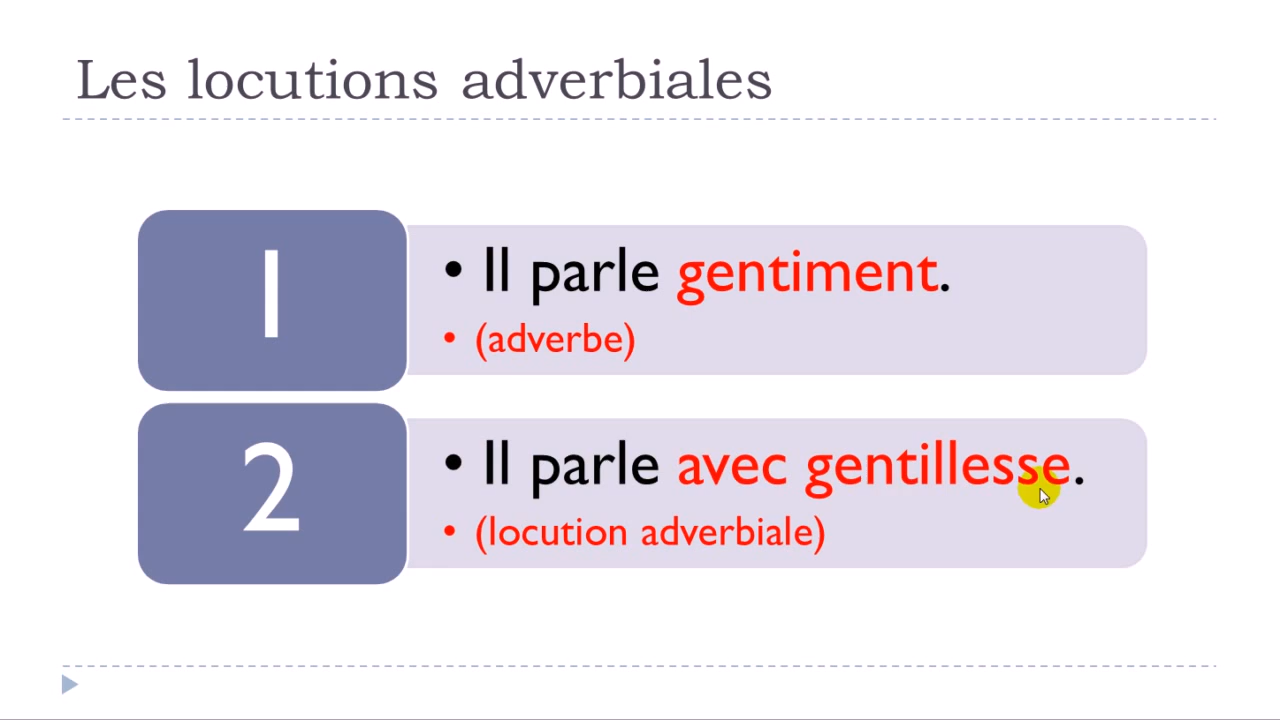 Les locutions adverbiales
1
• Il parle gentiment.
• (adverbe)
2
• Il parle avec gentillesse.
• (locution adverbiale)